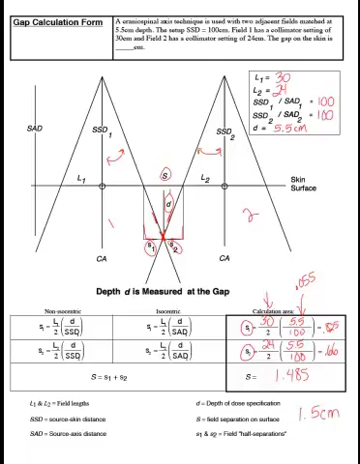 Gap Calculation Form
A craniospinal axis technique is used with two adjacent fields matched at
5.5cm depth. The setup SSD = 100cm. Field 1 has a collimator setting of
30cm and Field 2 has a collimator setting of 24cm. The gap on the skin is
_____cm.
L₁ = 30
L₂ = 24
SSD₁ / SAD₁ = 100
SSD₂ / SAD₂ = 100
d = 5.5cm
SAD
SSD₁
SSD₂
L₁
S
L₂
Skin
Surface
d
1
2
s₁ s₂
CA
CA
Depth d is Measured at the Gap
.055
Non-isocentric
Isocentric
Calculation area:
s₁ = L₁/2 (d/SSD)
s₁ = L₁/2 (d/SAD)
s₁ = 30/2 (5.5/100) =
s₂ = L₂/2 (d/SSD)
s₂ = L₂/2 (d/SAD)
s₂ = 24/2 (5.5/100) = .66
S = s₁ + s₂
S = 1.485
L₁ & L₂ = Field lengths
d = Depth of dose specification
SSD = source-skin distance
S = field separation on surface
1.5cm
SAD = Source-axis distance
s₁ & s₂ = Field "half-separations"